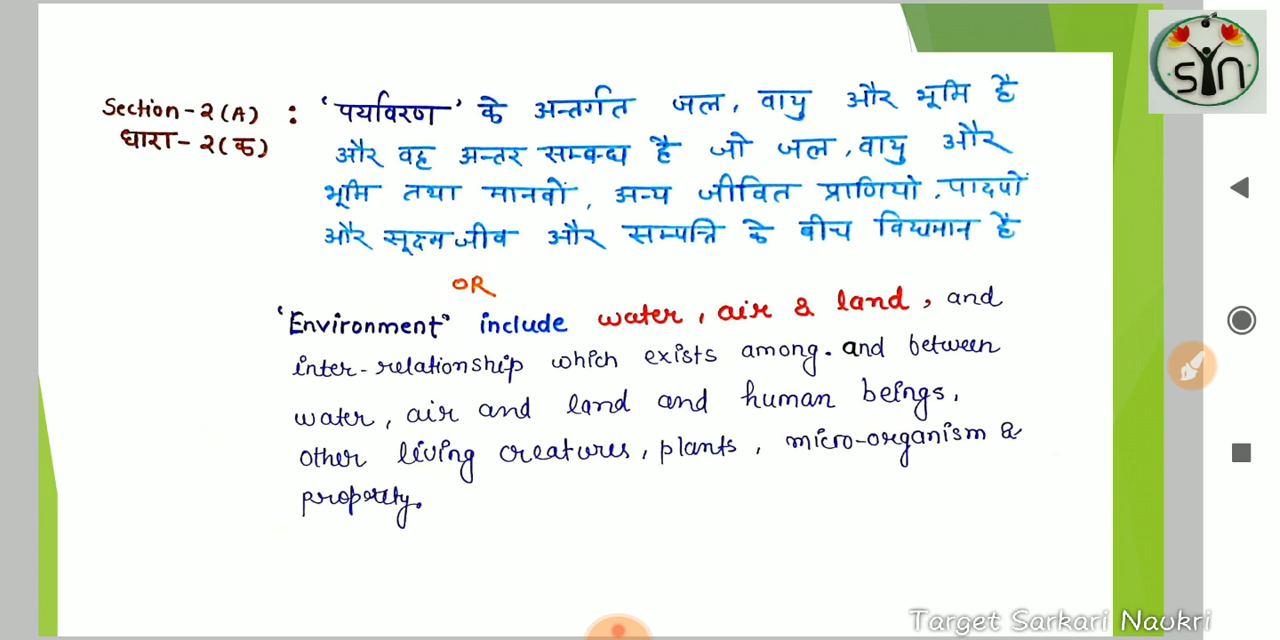 Section-2(A) : 'पर्यावरण' के अन्तर्गत जल, वायु और भूमि है
धारा-2(क) और वह अन्तर सम्बन्ध है जो जल, वायु और
भूमि तथा मानवों, अन्य जीवित प्राणियो, पादपों
और सूक्ष्मजीव और सम्पत्ति के बीच विद्यमान है
OR
'Environment' include water, air & land, and
inter-relationship which exists among. and between
water, air and land and human beings,
other living creatures, plants, micro-organism &
property.
SYN
Target Sarkari Naukri